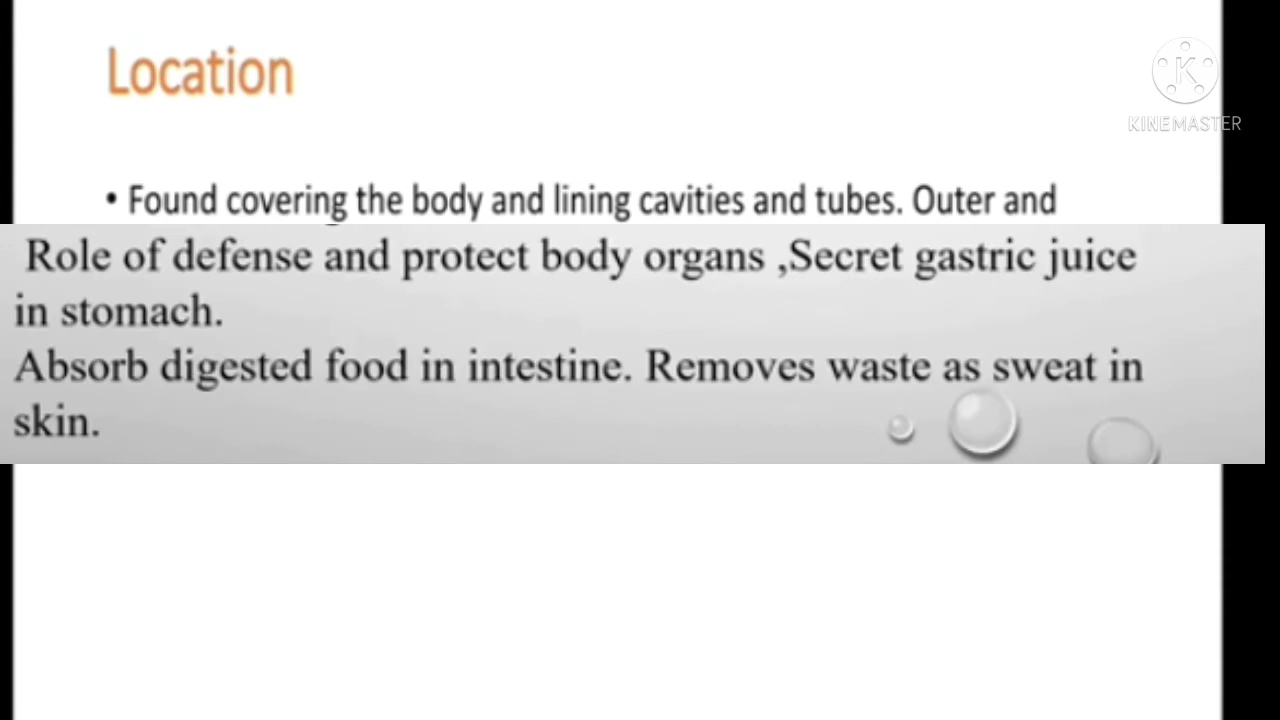 Location
K
KINEMASTER
• Found covering the body and lining cavities and tubes. Outer and
Role of defense and protect body organs ,Secret gastric juice
in stomach.
Absorb digested food in intestine. Removes waste as sweat in
skin.